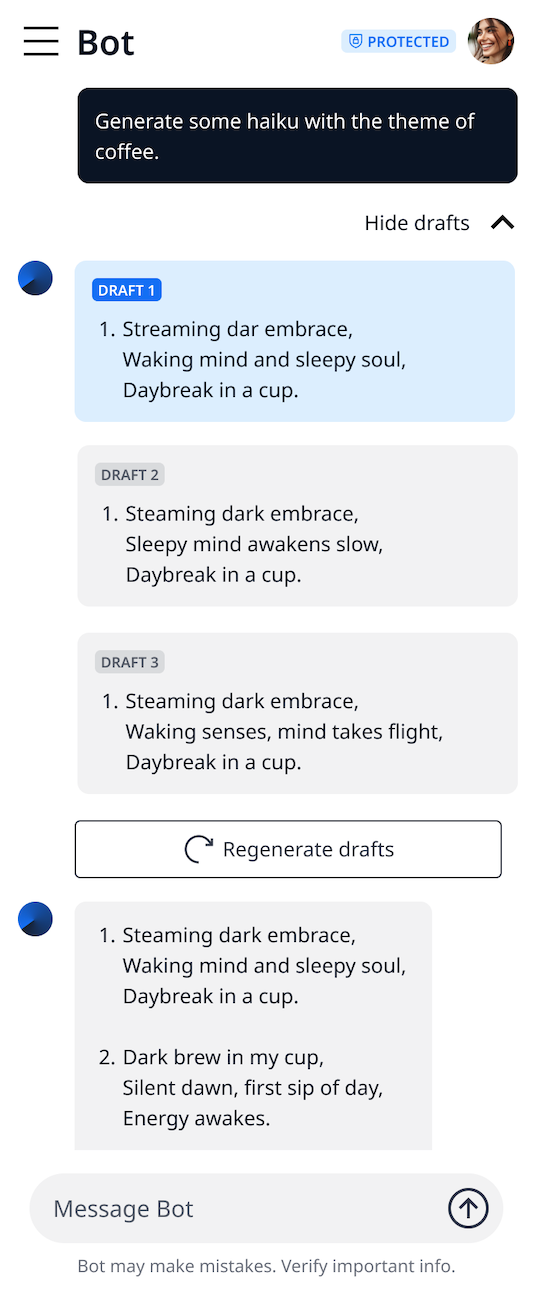 Bot
PROTECTED
Generate some haiku with the theme of
coffee.
Hide drafts
DRAFT 1
1. Streaming dar embrace,
Waking mind and sleepy soul,
Daybreak in a cup.
DRAFT 2
1. Steaming dark embrace,
Sleepy mind awakens slow,
Daybreak in a cup.
DRAFT 3
1. Steaming dark embrace,
Waking senses, mind takes flight,
Daybreak in a cup.
Regenerate drafts
1. Steaming dark embrace,
Waking mind and sleepy soul,
Daybreak in a cup.
2. Dark brew in my cup,
Silent dawn, first sip of day,
Energy awakes.
Message Bot
Bot may make mistakes. Verify important info.